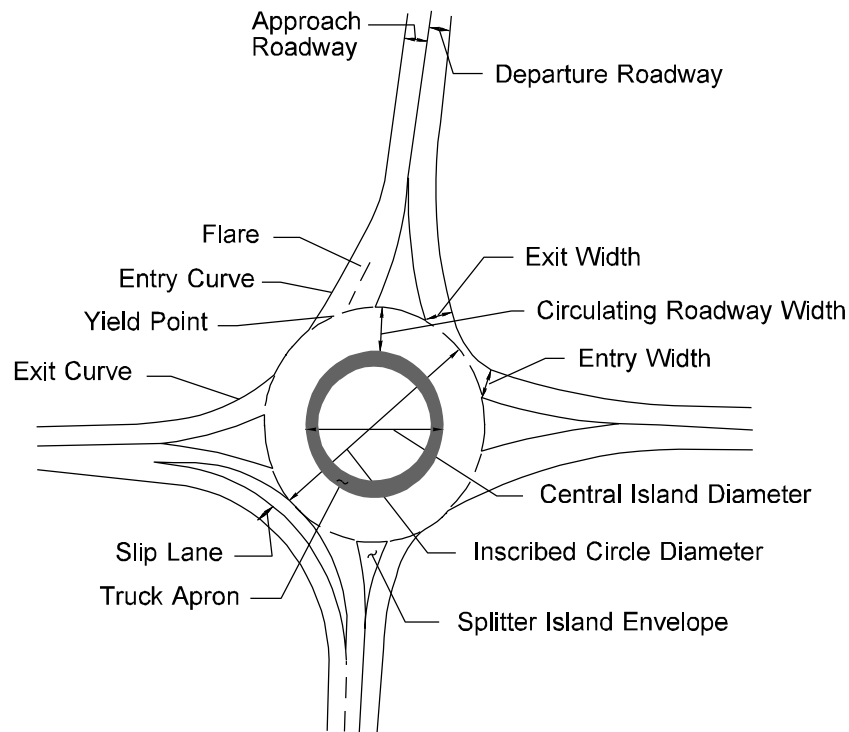 Approach
Roadway
Departure Roadway
Flare
Exit Width
Entry Curve
Circulating Roadway Width
Yield Point
Entry Width
Exit Curve
Central Island Diameter
Slip Lane
Inscribed Circle Diameter
Truck Apron
Splitter Island Envelope